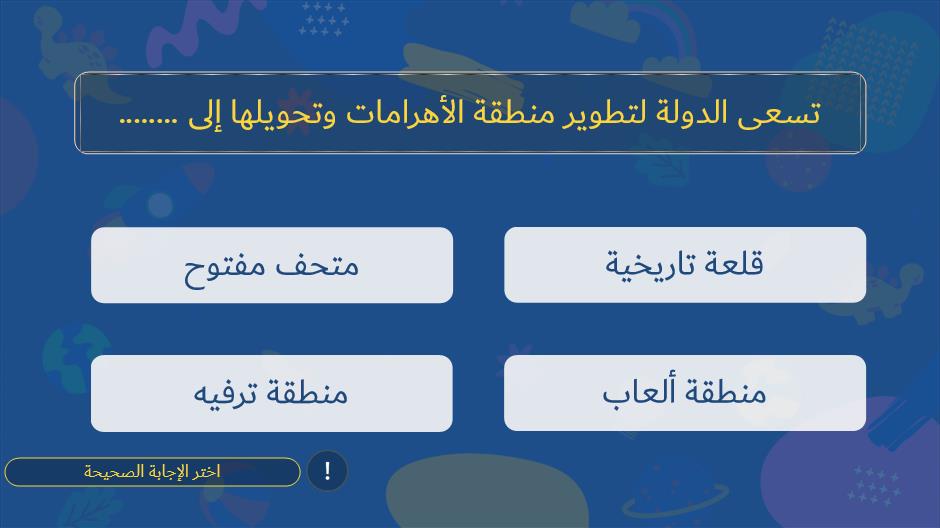 تسعى الدولة لتطوير منطقة الأهرامات وتحويلها إلى ........
قلعة تاريخية
متحف مفتوح
منطقة ألعاب
منطقة ترفيه
!
اختر الإجابة الصحيحة